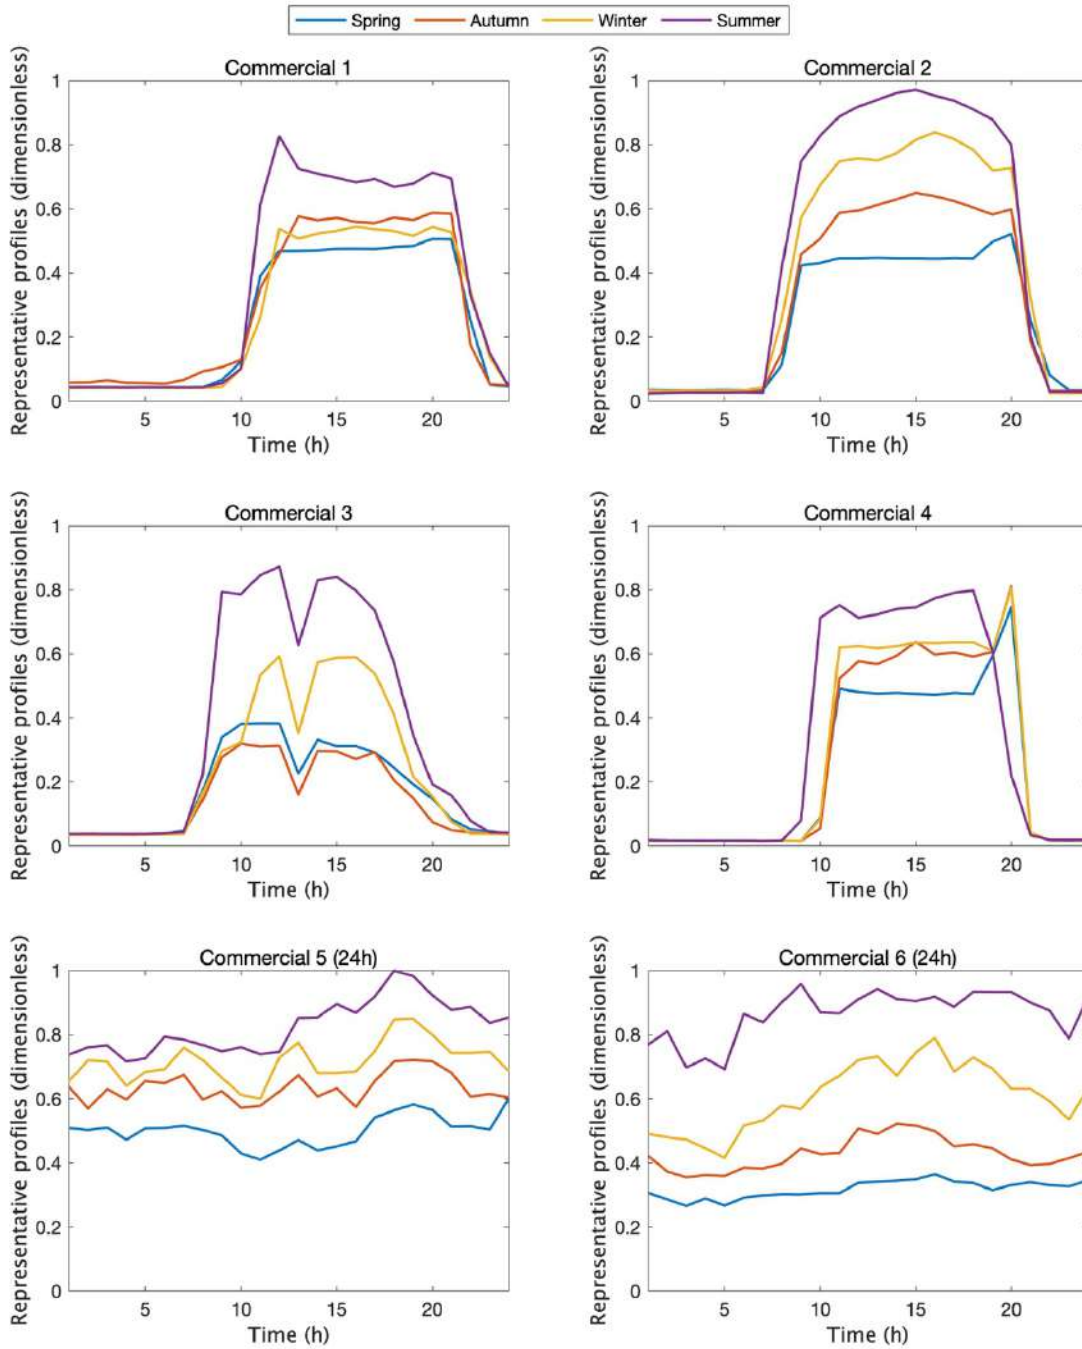 Spring Autumn Winter Summer
Commercial 1
Representative profiles (dimensionless)
1
0.8
0.6
0.4
0.2
0
5 10 15 20
Time (h)
Commercial 2
Representative profiles (dimensionless)
1
0.8
0.6
0.4
0.2
0
5 10 15 20
Time (h)
Commercial 3
Representative profiles (dimensionless)
1
0.8
0.6
0.4
0.2
0
5 10 15 20
Time (h)
Commercial 4
Representative profiles (dimensionless)
1
0.8
0.6
0.4
0.2
0
5 10 15 20
Time (h)
Commercial 5 (24h)
Representative profiles (dimensionless)
1
0.8
0.6
0.4
0.2
0
5 10 15 20
Time (h)
Commercial 6 (24h)
Representative profiles (dimensionless)
1
0.8
0.6
0.4
0.2
0
5 10 15 20
Time (h)